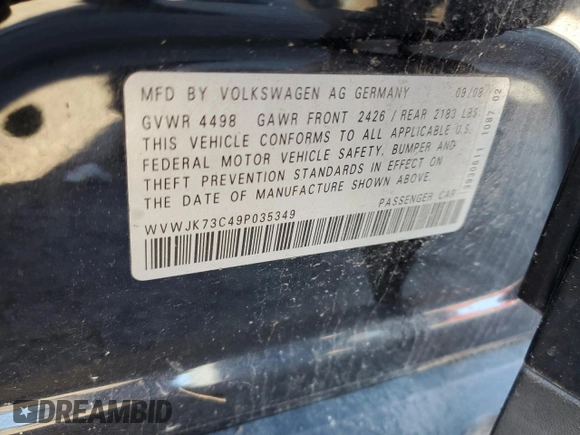 MFD BY VOLKSWAGEN AG GERMANY 09/08
GVWR 4498 GAWR FRONT 2426 / REAR 2183 LBS.
THIS VEHICLE CONFORMS TO ALL APPLICABLE U.S.
FEDERAL MOTOR VEHICLE SAFETY, BUMPER AND
THEFT PREVENTION STANDARDS IN EFFECT ON
THE DATE OF MANUFACTURE SHOWN ABOVE.
WVWJK73C49P035349 PASSENGER CAR
1087 02
DREAMBID